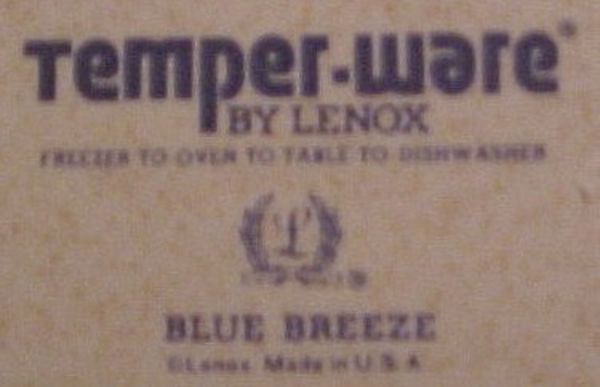 Temper-ware®
BY LENOX
FREEZER TO OVEN TO TABLE TO DISHWASHER
L
®
BLUE BREEZE
©Lenox Made in U.S.A